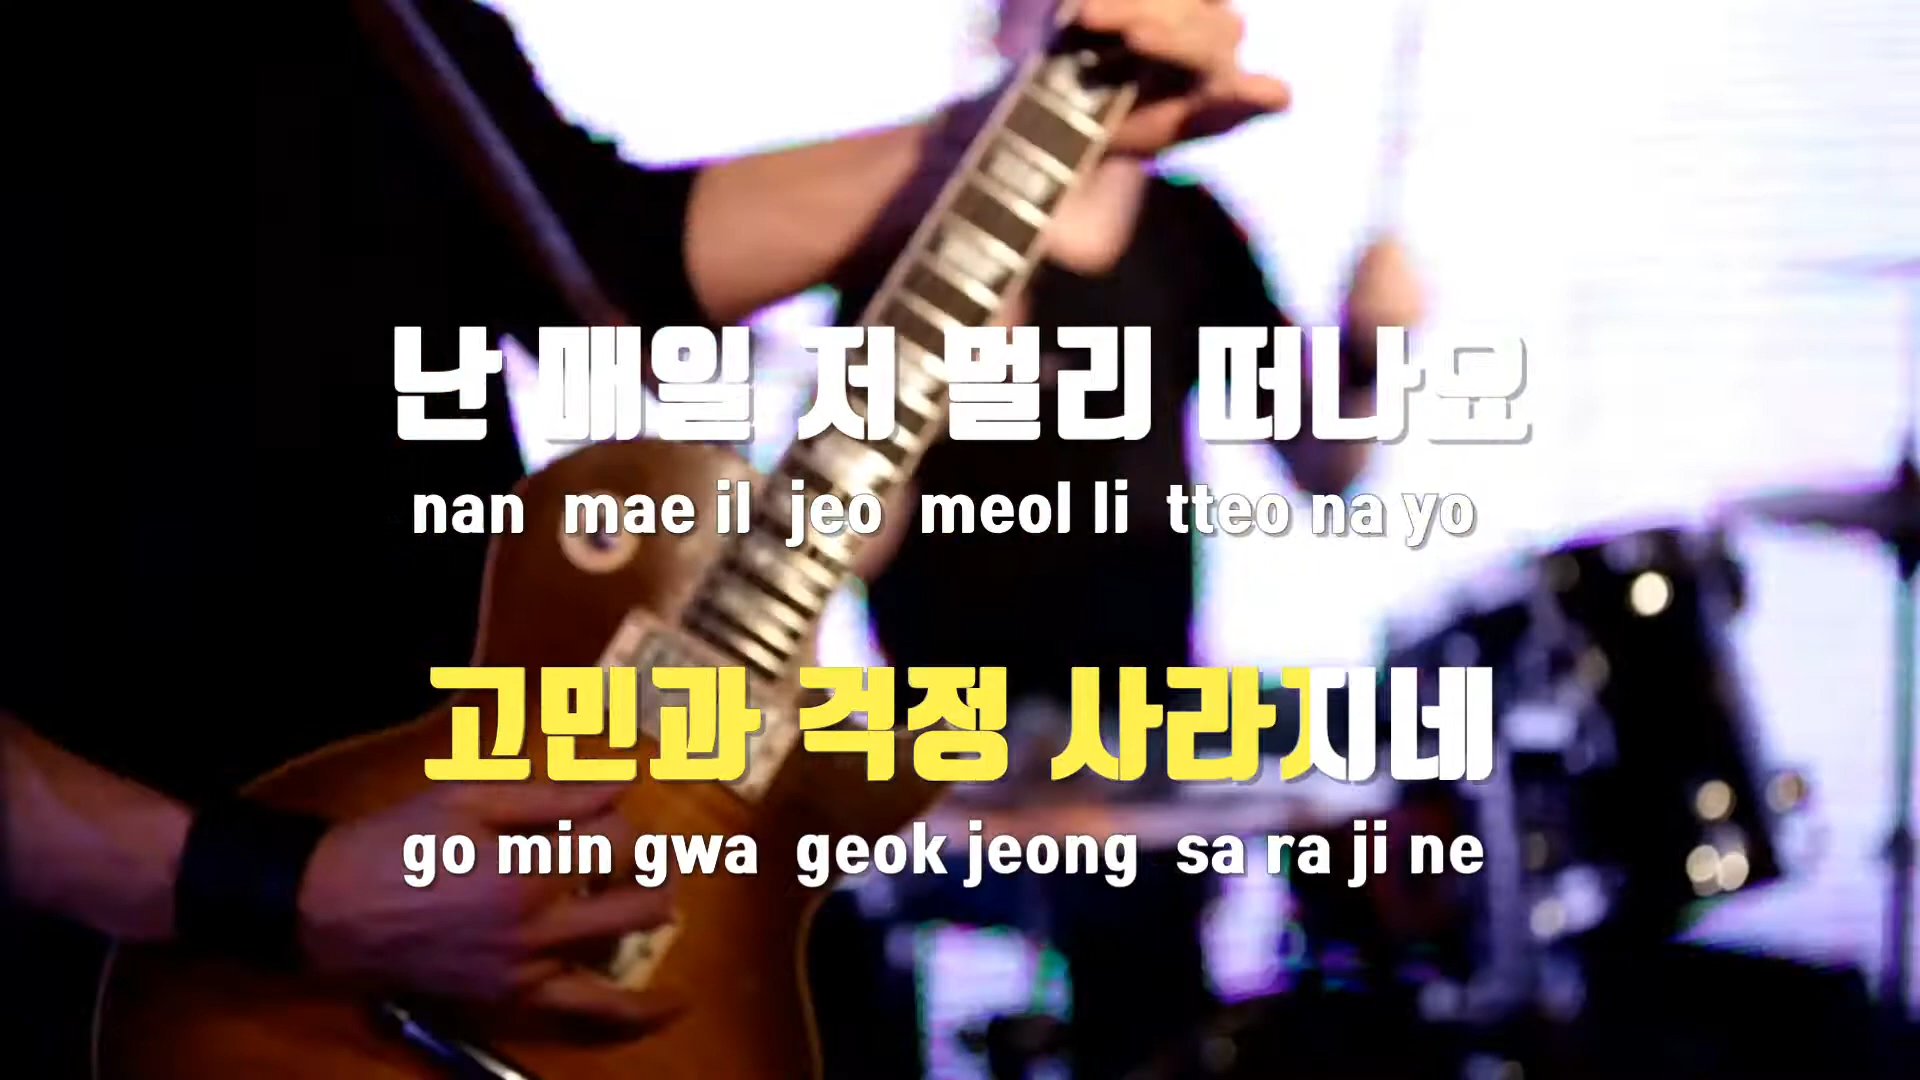 난 매일 저 멀리 떠나요
nan mae il jeo meol li tteo na yo
고민과 걱정 사라지네
go min gwa geok jeong sa ra ji ne